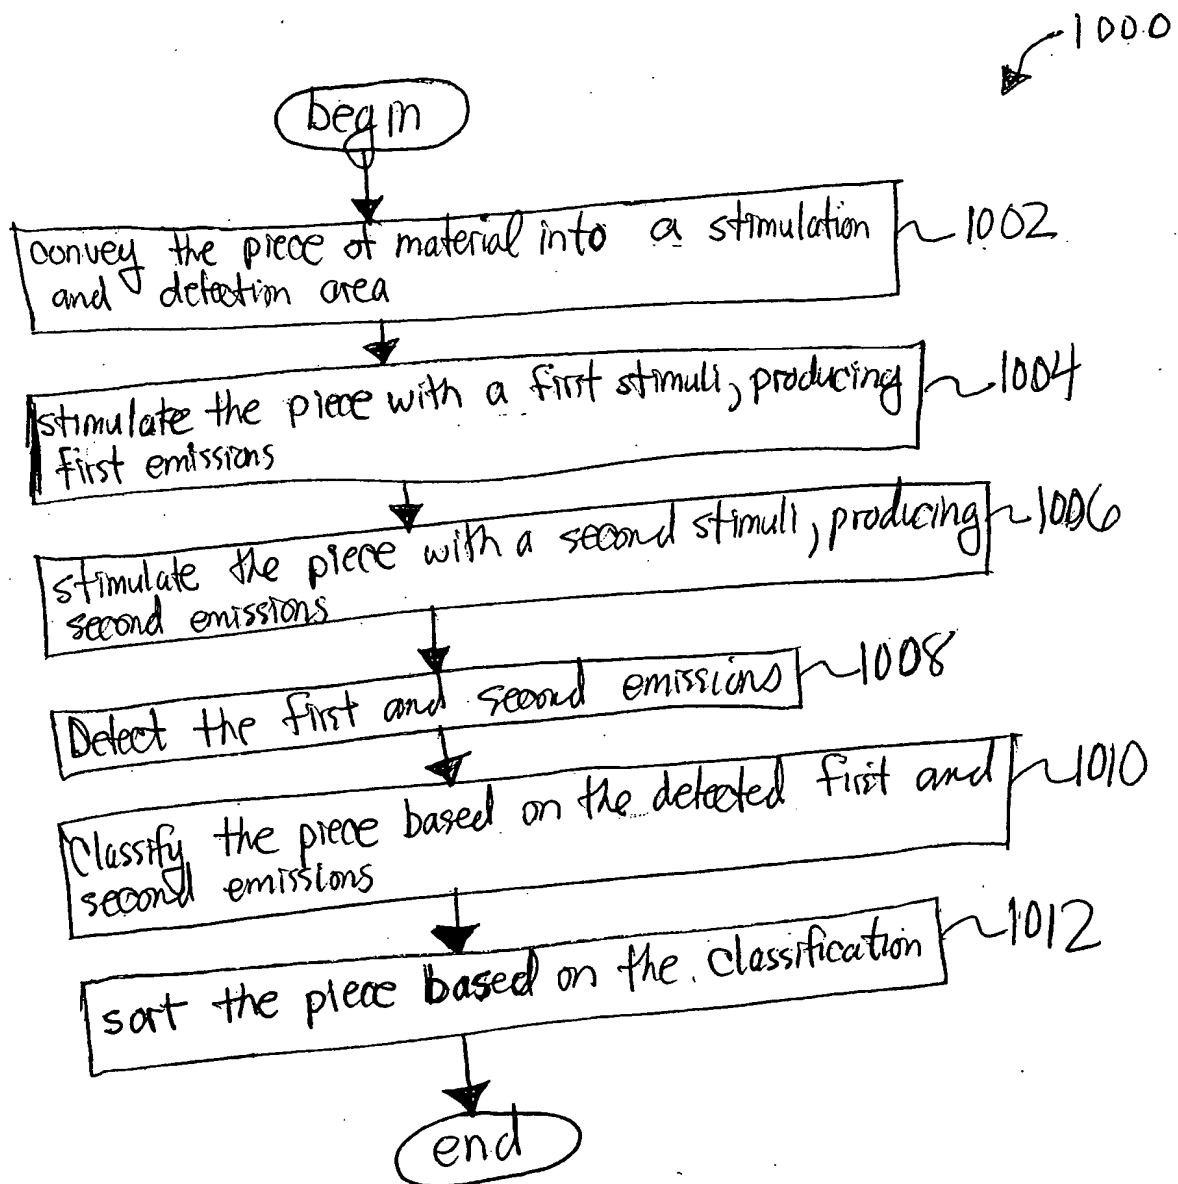 1000
begin
convey the piece of material into a stimulation
and detection area
1002
stimulate the piece with a first stimuli, producing
first emissions
1004
stimulate the piece with a second stimuli, producing
second emissions
1006
Detect the first and second emissions
1008
Classify the piece based on the detected first and
second emissions
1010
sort the piece based on the classification
1012
end